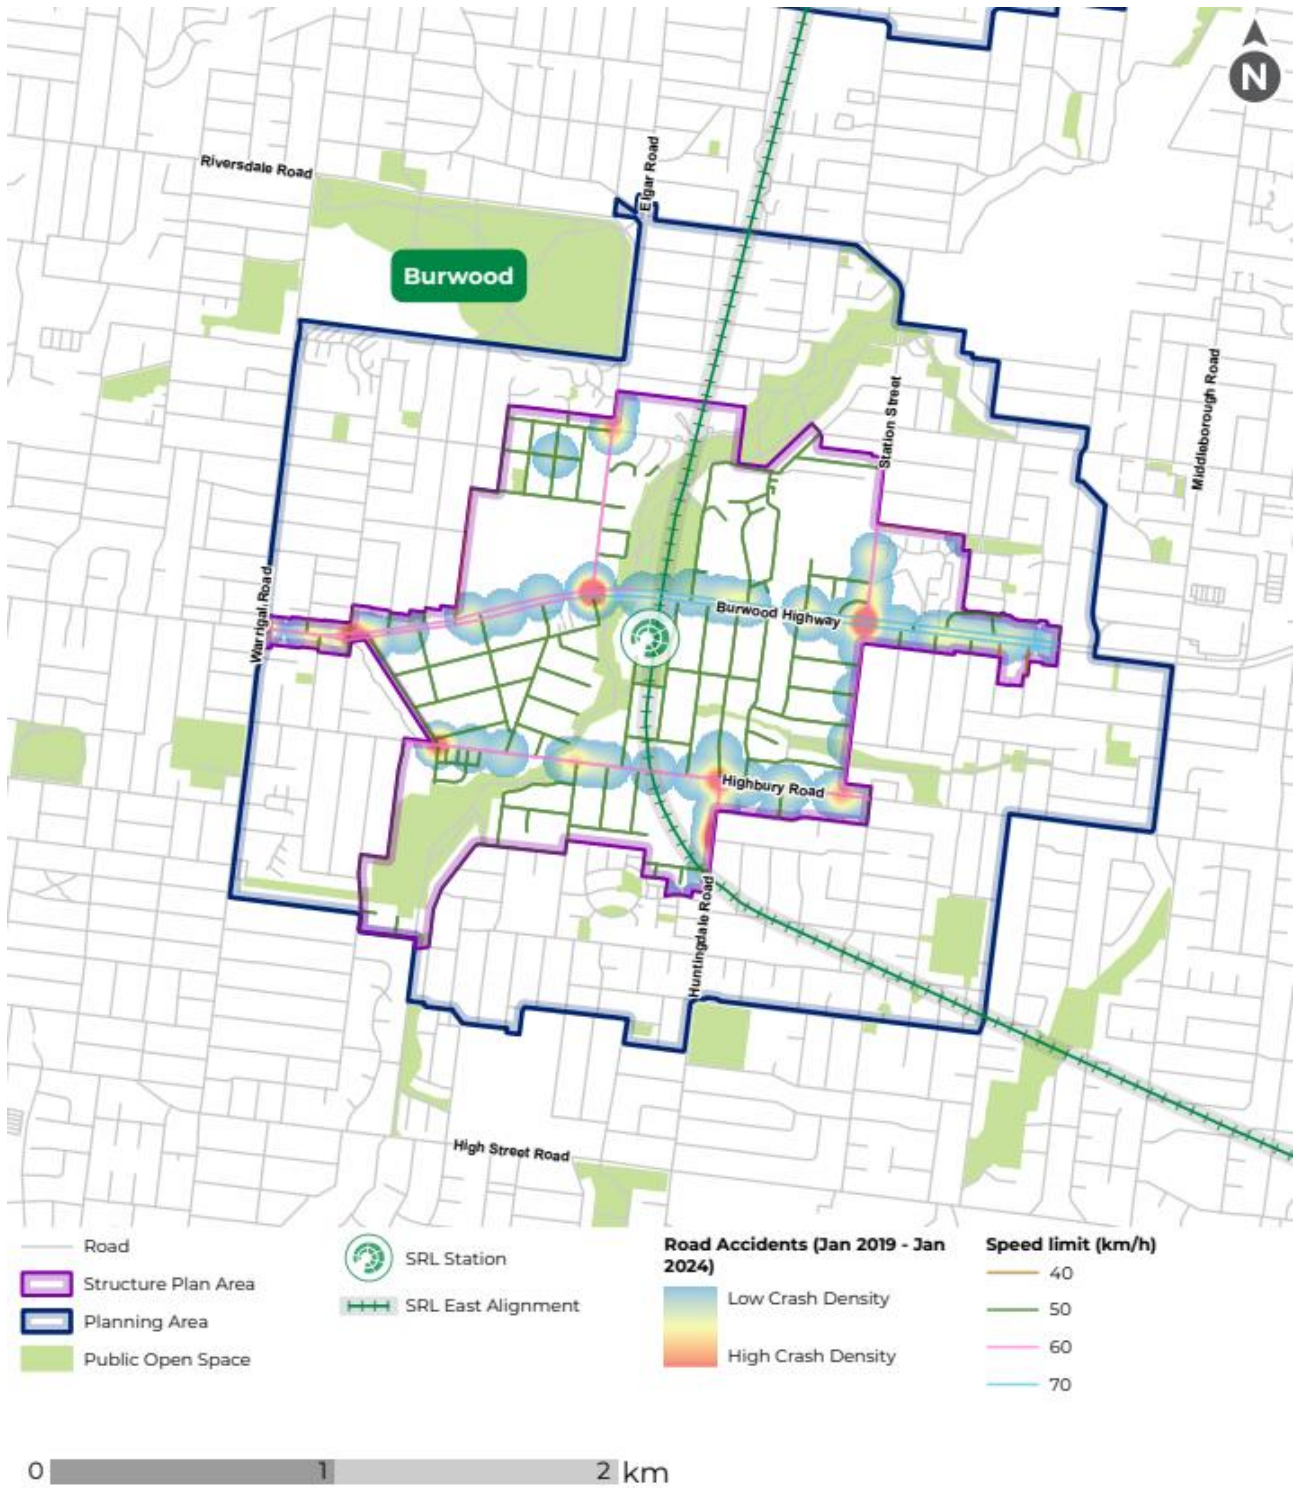 N
Riversdale Road
Elgar Road
Burwood
Station Street
Middleborough Road
Warrigal Road
Burwood Highway
Highbury Road
Huntingdale Road
High Street Road
Road
Structure Plan Area
Planning Area
Public Open Space
SRL Station
SRL East Alignment
Road Accidents (Jan 2019 - Jan
2024)
Low Crash Density
High Crash Density
Speed limit (km/h)
40
50
60
70
0 1 2 km